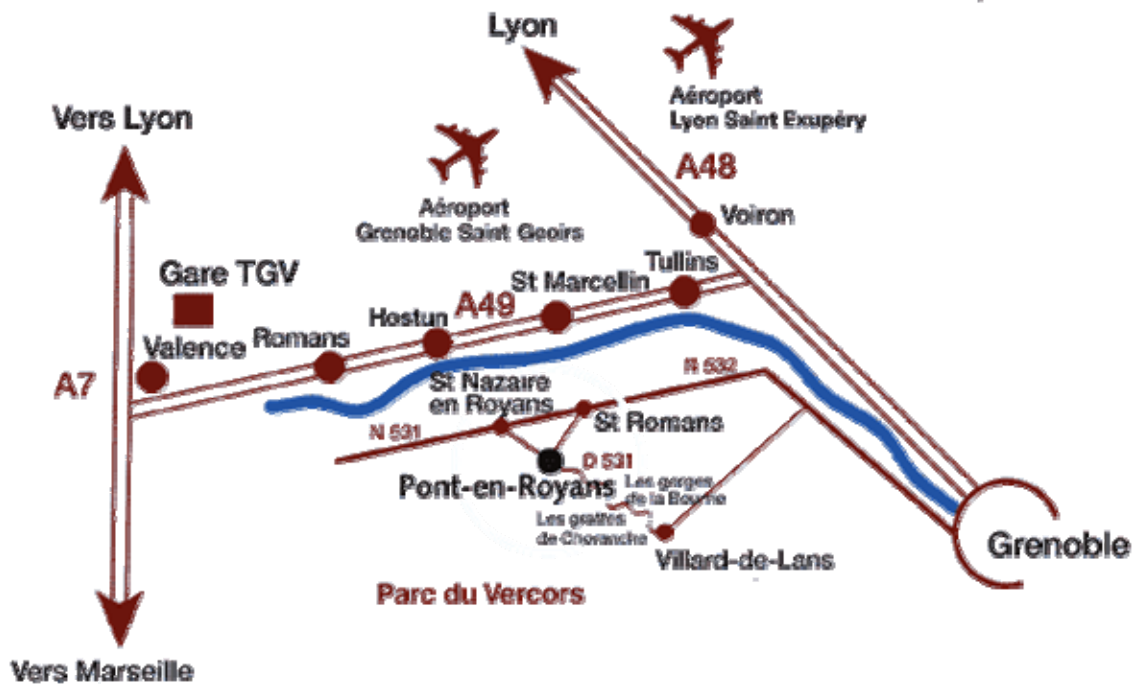 Lyon
Aéroport
Lyon Saint Exupéry
Vers Lyon
A48
Aéroport
Grenoble Saint Geoirs
Voiron
Tullins
Gare TGV
St Marcellin
A49
Hostun
Romans
Valence
A7
St Nazaire
en Royans
R 532
St Romans
N 531
D 531
Pont-en-Royans
Les gorges
de la Bourne
Les grottes
de Choranche
Villard-de-Lans
Grenoble
Parc du Vercors
Vers Marseille